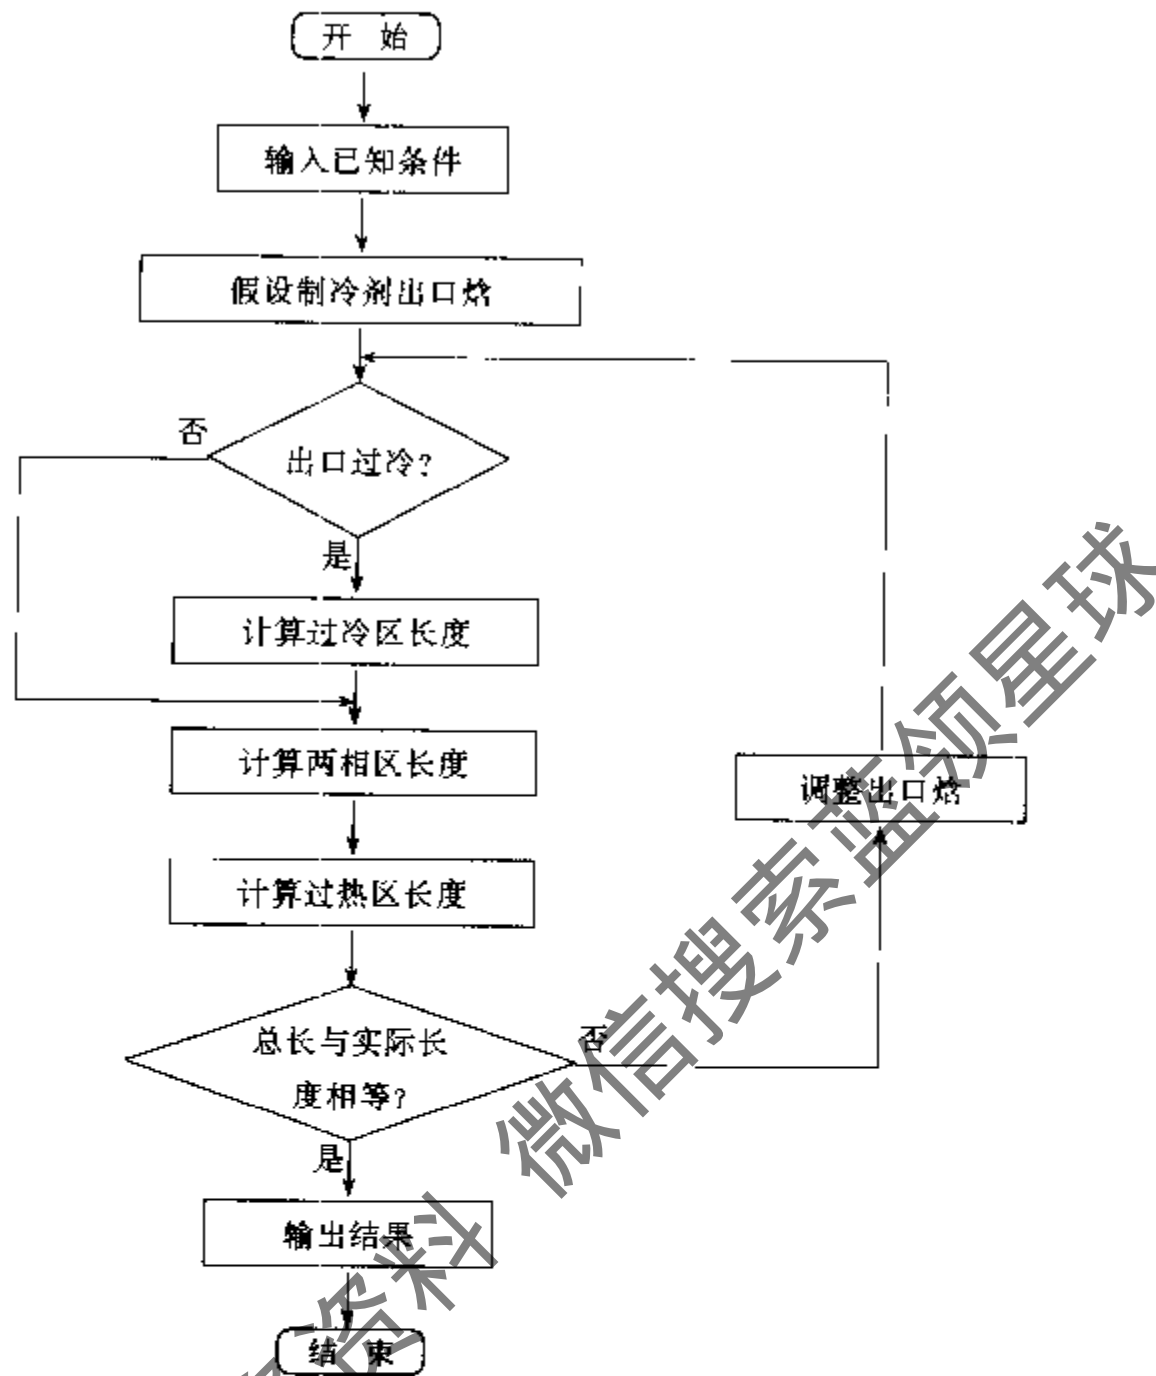 开 始
输入已知条件
假设制冷剂出口焓
否
出口过冷?
是
计算过冷区长度
计算两相区长度
调整出口焓
计算过热区长度
总长与实际长
度相等?
否
是
输出结果
结 束
资料 微信搜索蓝领星球